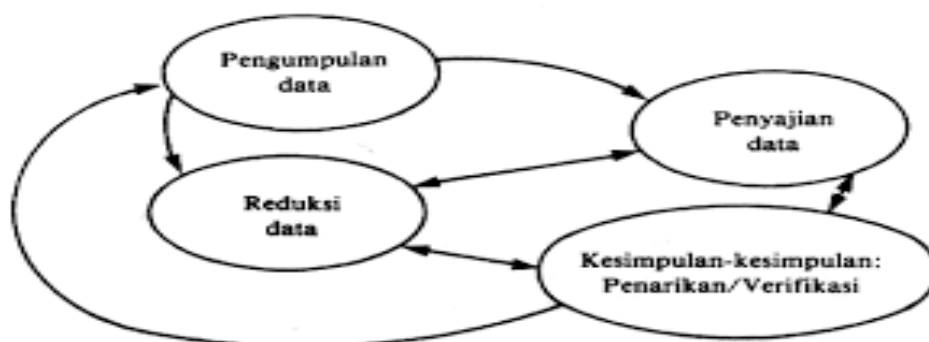 Pengumpulan
data
Penyajian
data
Reduksi
data
Kesimpulan-kesimpulan:
Penarikan/Verifikasi